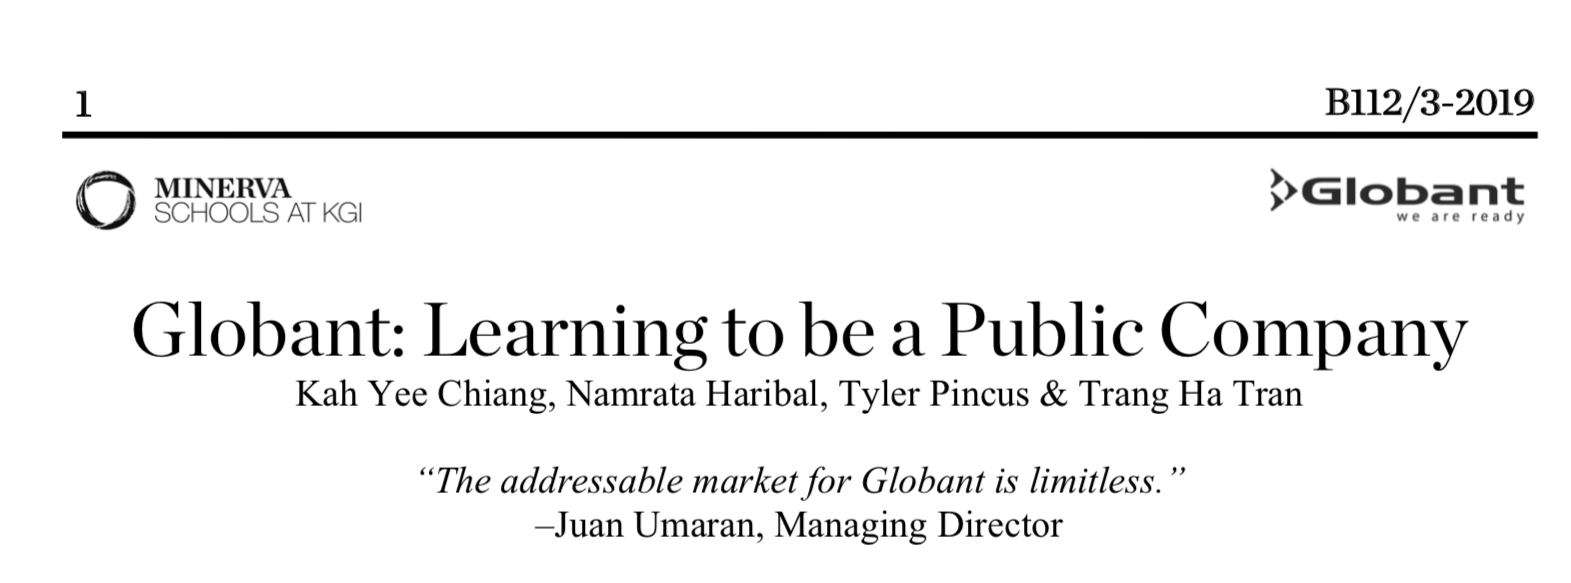 1
B112/3-2019
MINERVA
SCHOOLS AT KGI
Globant
we are ready
Globant: Learning to be a Public Company
Kah Yee Chiang, Namrata Haribal, Tyler Pincus & Trang Ha Tran
“The addressable market for Globant is limitless.”
–Juan Umaran, Managing Director